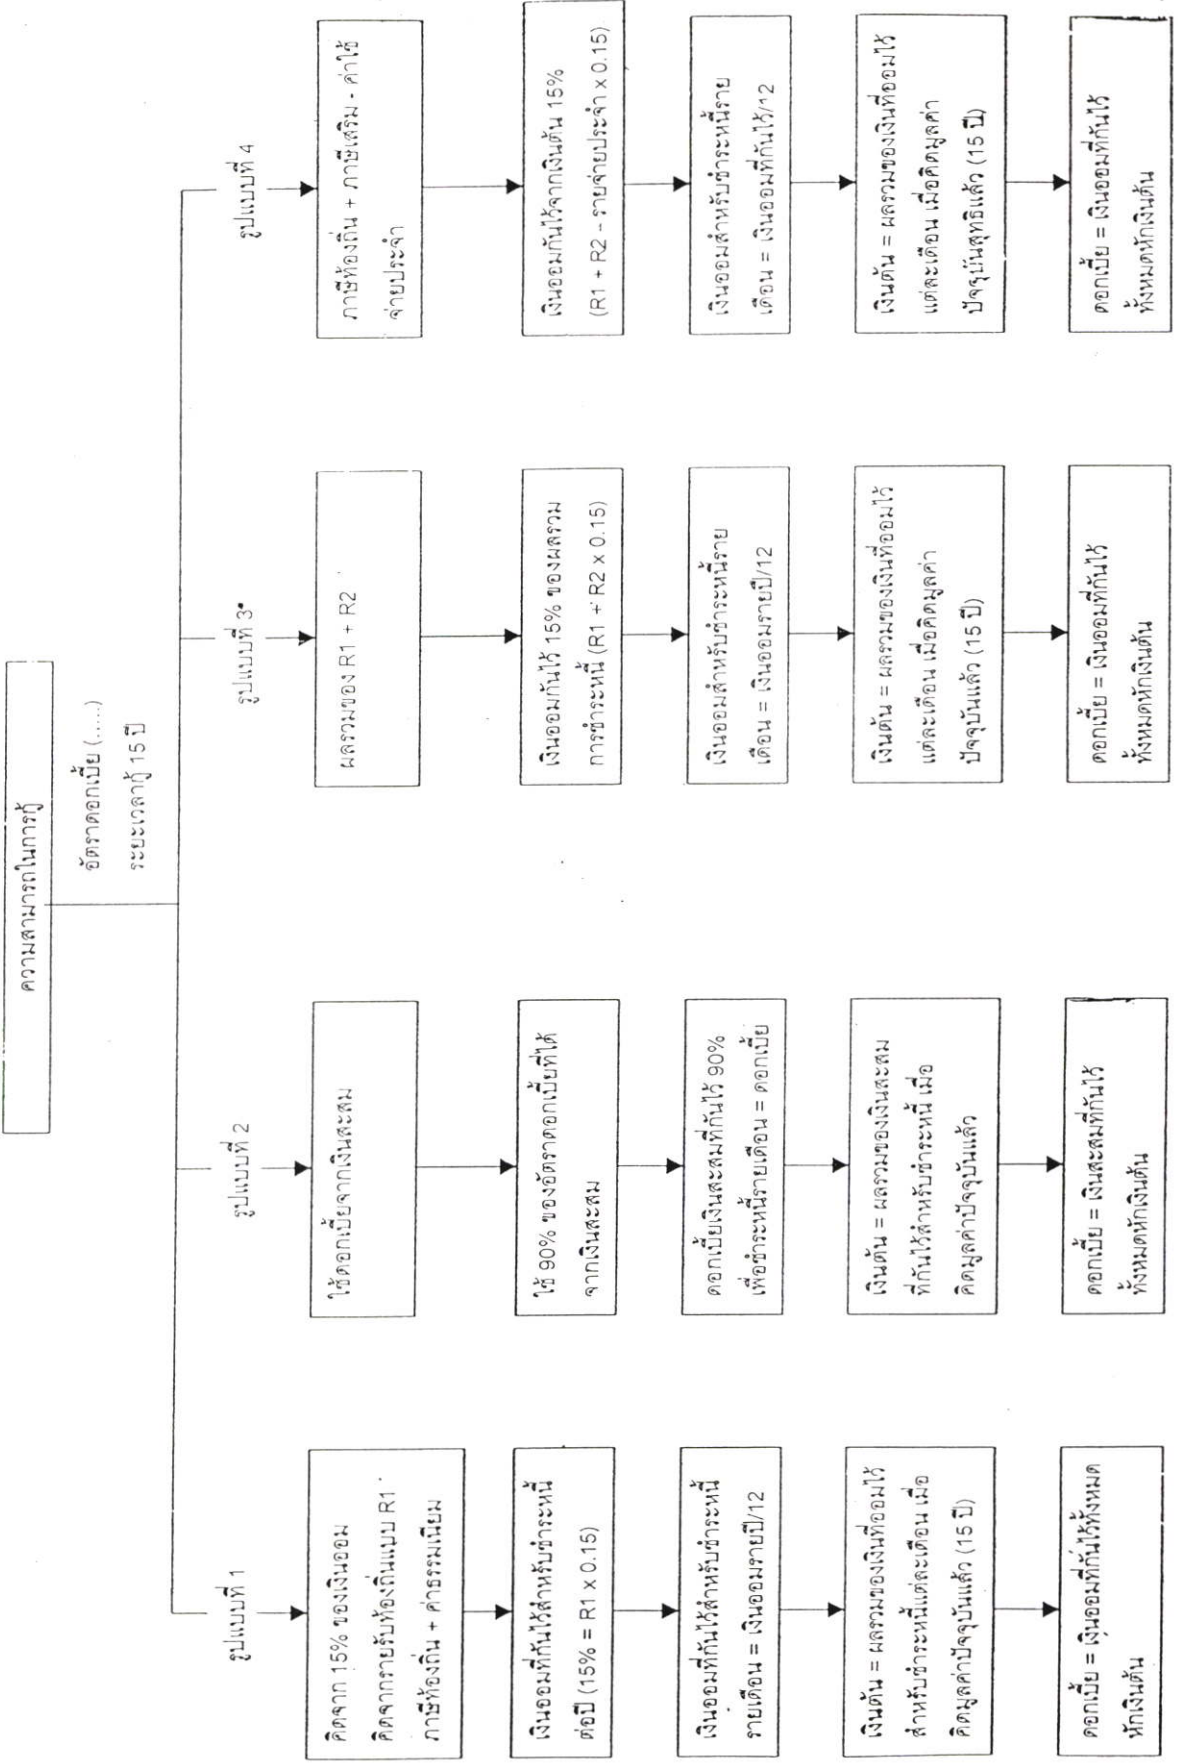 ความสามารถในการกู้
อัตราดอกเบี้ย (.....)
ระยะเวลากู้ 15 ปี
รูปแบบที่ 1
คิดจาก 15% ของเงินออม
คิดจากรายรับท้องถิ่นแบบ R1
ภาษีท้องถิ่น + ค่าธรรมเนียม
เงินออมที่กันไว้สำหรับชำระหนี้
ต่อปี (15% = R1 x 0.15)
เงินออมที่กันไว้สำหรับชำระหนี้
รายเดือน = เงินออมรายปี/12
เงินต้น = ผลรวมของเงินที่ออมไว้
สำหรับชำระหนี้แต่ละเดือน เมื่อ
คิดมูลค่าปัจจุบันแล้ว (15 ปี)
ดอกเบี้ย = เงินออมที่กันไว้ทั้งหมด
หักเงินต้น
รูปแบบที่ 2
ใช้ดอกเบี้ยจากเงินสะสม
ใช้ 90% ของอัตราดอกเบี้ยที่ได้
จากเงินสะสม
ดอกเบี้ยเงินสะสมที่กันไว้ 90%
เพื่อชำระหนี้รายเดือน = ดอกเบี้ย
เงินต้น = ผลรวมของเงินสะสม
ที่กันไว้สำหรับชำระหนี้ เมื่อ
คิดมูลค่าปัจจุบันแล้ว
ดอกเบี้ย = เงินสะสมที่กันไว้
ทั้งหมดหักเงินต้น
รูปแบบที่ 3
ผลรวมของ R1 + R2
เงินออมกันไว้ 15% ของผลรวม
การชำระหนี้ (R1 + R2 x 0.15)
เงินออมสำหรับชำระหนี้ราย
เดือน = เงินออมรายปี/12
เงินต้น = ผลรวมของเงินที่ออมไว้
แต่ละเดือน เมื่อคิดมูลค่า
ปัจจุบันแล้ว (15 ปี)
ดอกเบี้ย = เงินออมที่กันไว้
ทั้งหมดหักเงินต้น
รูปแบบที่ 4
ภาษีท้องถิ่น + ภาษีเสริม - ค่าใช้
จ่ายประจำ
เงินออมกันไว้จากเงินต้น 15%
(R1 + R2 – รายจ่ายประจำ x 0.15)
เงินออมสำหรับชำระหนี้ราย
เดือน = เงินออมที่กันไว้/12
เงินต้น = ผลรวมของเงินที่ออมไว้
แต่ละเดือน เมื่อคิดมูลค่า
ปัจจุบันสุทธิแล้ว (15 ปี)
ดอกเบี้ย = เงินออมที่กันไว้
ทั้งหมดหักเงินต้น